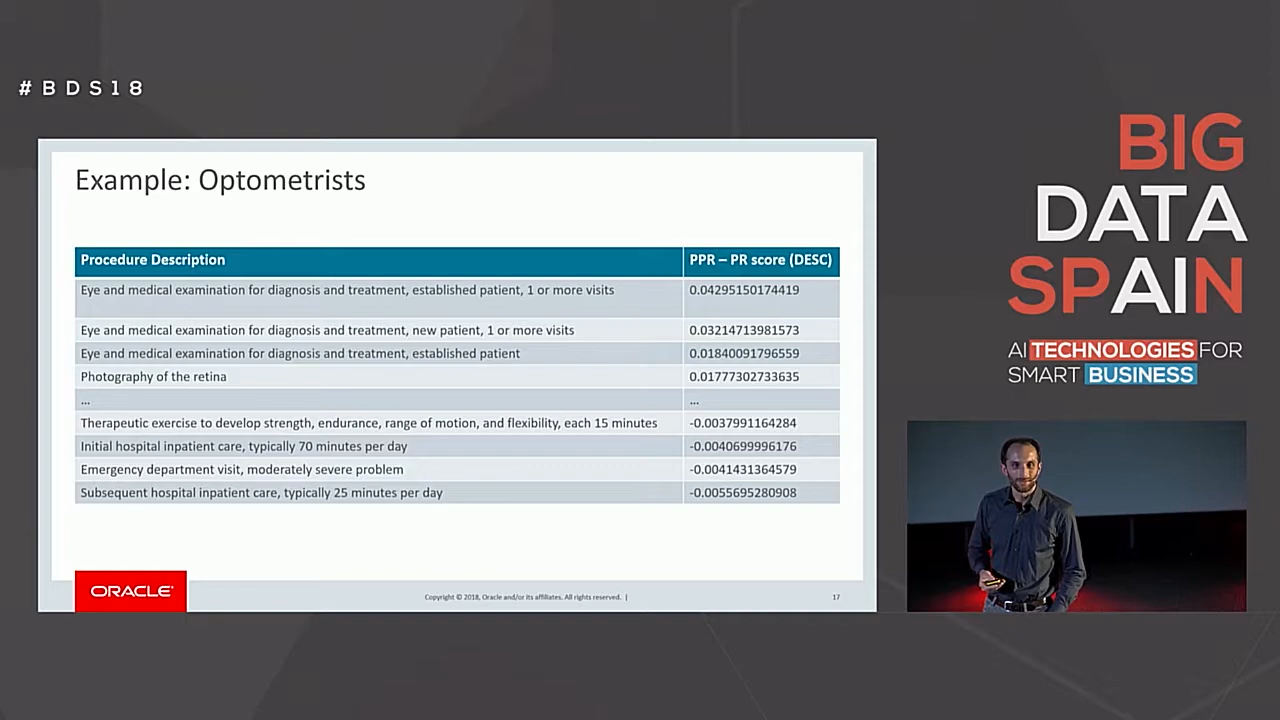 #BDS18
Example: Optometrists
Procedure Description PPR – PR score (DESC)
Eye and medical examination for diagnosis and treatment, established patient, 1 or more visits 0.04295150174419
Eye and medical examination for diagnosis and treatment, new patient, 1 or more visits 0.03214713981573
Eye and medical examination for diagnosis and treatment, established patient 0.01840091796559
Photography of the retina 0.01777302733635
... ...
Therapeutic exercise to develop strength, endurance, range of motion, and flexibility, each 15 minutes -0.0037991164284
Initial hospital inpatient care, typically 70 minutes per day -0.0040699996176
Emergency department visit, moderately severe problem -0.0041431364579
Subsequent hospital inpatient care, typically 25 minutes per day -0.0055695280908
ORACLE
Copyright © 2018, Oracle and/or its affiliates. All rights reserved. |
17
BIG
DATA
SPAIN
AI TECHNOLOGIES FOR
SMART BUSINESS